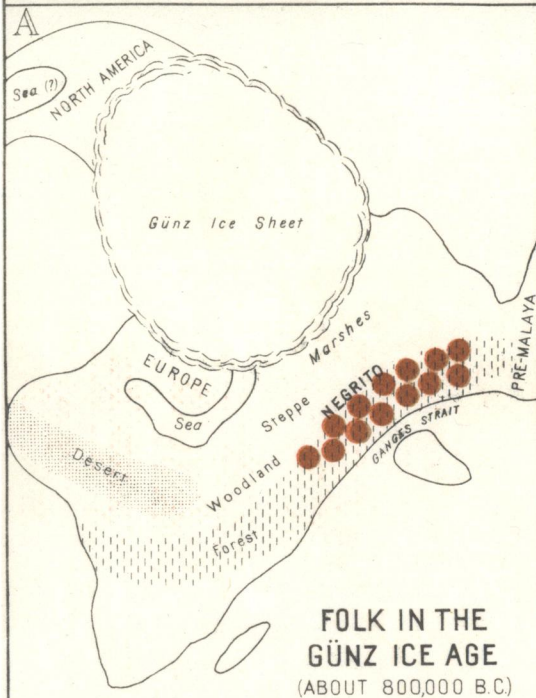 A
Sea (?)
NORTH AMERICA
Günz Ice Sheet
EUROPE
Sea
Marshes
Steppe
NEGRITO
PRE-MALAYA
GANGES STRAIT
Desert
Woodland
Forest
FOLK IN THE
GÜNZ ICE AGE
(ABOUT 800,000 B.C.)